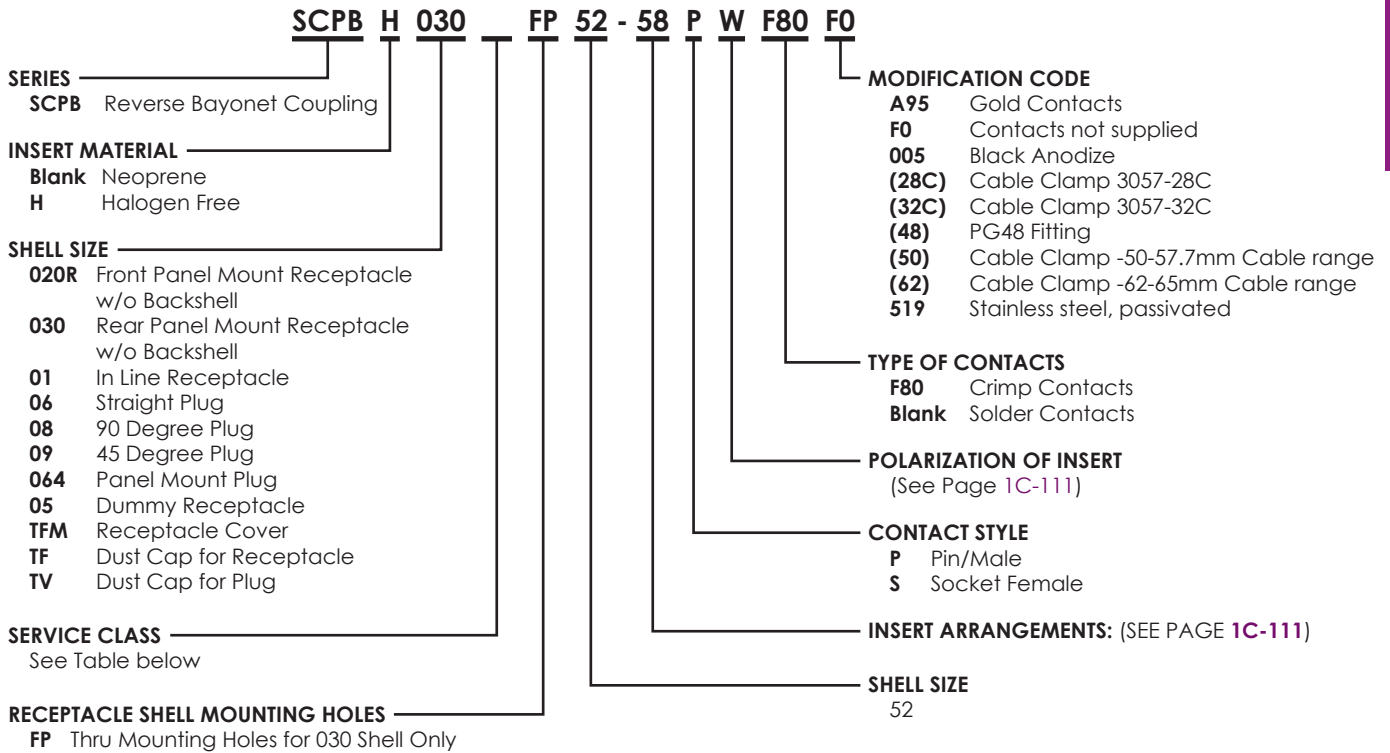 SCPB H 030 _ FP 52 - 58 P W F80 F0
SERIES
SCPB Reverse Bayonet Coupling
INSERT MATERIAL
Blank Neoprene
H Halogen Free
SHELL SIZE
020R Front Panel Mount Receptacle
w/o Backshell
030 Rear Panel Mount Receptacle
w/o Backshell
01 In Line Receptacle
06 Straight Plug
08 90 Degree Plug
09 45 Degree Plug
064 Panel Mount Plug
05 Dummy Receptacle
TFM Receptacle Cover
TF Dust Cap for Receptacle
TV Dust Cap for Plug
SERVICE CLASS
See Table below
RECEPTACLE SHELL MOUNTING HOLES
FP Thru Mounting Holes for 030 Shell Only
MODIFICATION CODE
A95 Gold Contacts
F0 Contacts not supplied
005 Black Anodize
(28C) Cable Clamp 3057-28C
(32C) Cable Clamp 3057-32C
(48) PG48 Fitting
(50) Cable Clamp -50-57.7mm Cable range
(62) Cable Clamp -62-65mm Cable range
519 Stainless steel, passivated
TYPE OF CONTACTS
F80 Crimp Contacts
Blank Solder Contacts
POLARIZATION OF INSERT
(See Page 1C-111)
CONTACT STYLE
P Pin/Male
S Socket Female
INSERT ARRANGEMENTS: (SEE PAGE 1C-111)
SHELL SIZE
52